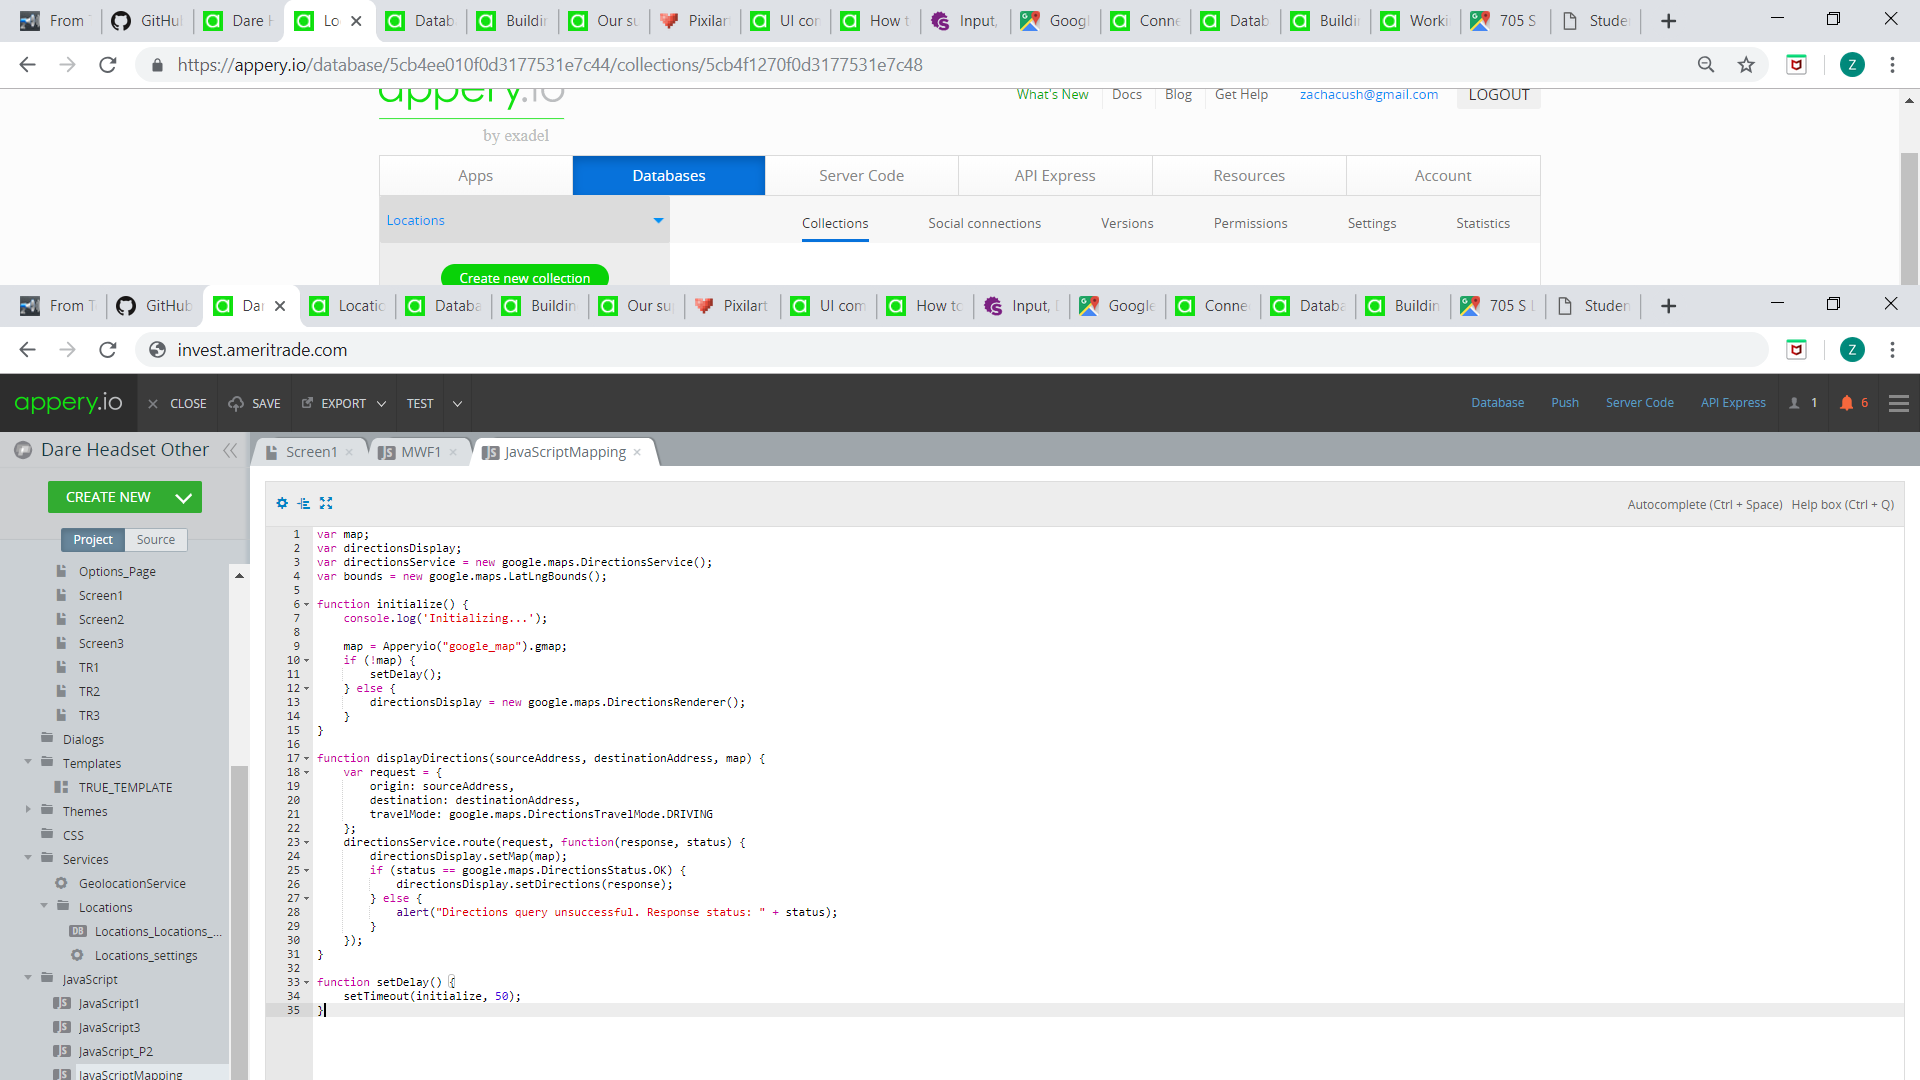 From T
GitHu
Dare H
Lo
Datab
Buildin
Our su
Pixilar
UI con
How t
Input,
Googl
Conne
Datab
Buildi
Worki
705 S
Stude
https://appery.io/database/5cb4ee010f0d3177531e7c44/collections/5cb4f1270f0d3177531e7c48
Z
appery.io
by exadel
What's New
Docs
Blog
Get Help
zachacush@gmail.com
LOGOUT
Apps
Databases
Server Code
API Express
Resources
Account
Locations
Collections
Social connections
Versions
Permissions
Settings
Statistics
Create new collection
From T
GitHub
Dar
Locatio
Databa
Building
Our su
Pixilart
UI com
How to
Input,
Google
Conne
Databa
Buildin
705 S L
Studen
invest.ameritrade.com
Z
appery.io
CLOSE
SAVE
EXPORT
TEST
Database
Push
Server Code
API Express
1
6
Dare Headset Other
Screen1
MWF1
JavaScriptMapping
CREATE NEW
Project
Source
Options_Page
Screen1
Screen2
Screen3
TR1
TR2
TR3
Dialogs
Templates
TRUE_TEMPLATE
Themes
CSS
Services
GeolocationService
Locations
DB Locations_Locations_...
Locations_settings
JavaScript
JS JavaScript1
JS JavaScript3
JS JavaScript_P2
JS JavaScriptMapping
Autocomplete (Ctrl + Space) Help box (Ctrl + Q)
1 var map;
2 var directionsDisplay;
3 var directionsService = new google.maps.DirectionsService();
4 var bounds = new google.maps.LatLngBounds();
5
6 function initialize() {
7 console.log('Initializing...');
8
9 map = Apperyio("google_map").gmap;
10 if (!map) {
11 setDelay();
12 } else {
13 directionsDisplay = new google.maps.DirectionsRenderer();
14 }
15 }
16
17 function displayDirections(sourceAddress, destinationAddress, map) {
18 var request = {
19 origin: sourceAddress,
20 destination: destinationAddress,
21 travelMode: google.maps.DirectionsTravelMode.DRIVING
22 };
23 directionsService.route(request, function(response, status) {
24 directionsDisplay.setMap(map);
25 if (status == google.maps.DirectionsStatus.OK) {
26 directionsDisplay.setDirections(response);
27 } else {
28 alert("Directions query unsuccessful. Response status: " + status);
29 }
30 });
31 }
32
33 function setDelay() {
34 setTimeout(initialize, 50);
35 }